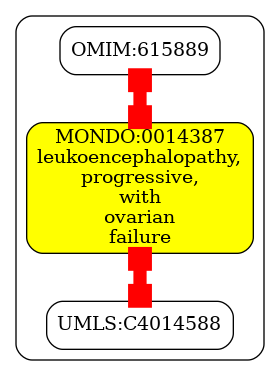 OMIM:615889
MONDO:0014387
leukoencephalopathy,
progressive,
with
ovarian
failure
UMLS:C4014588